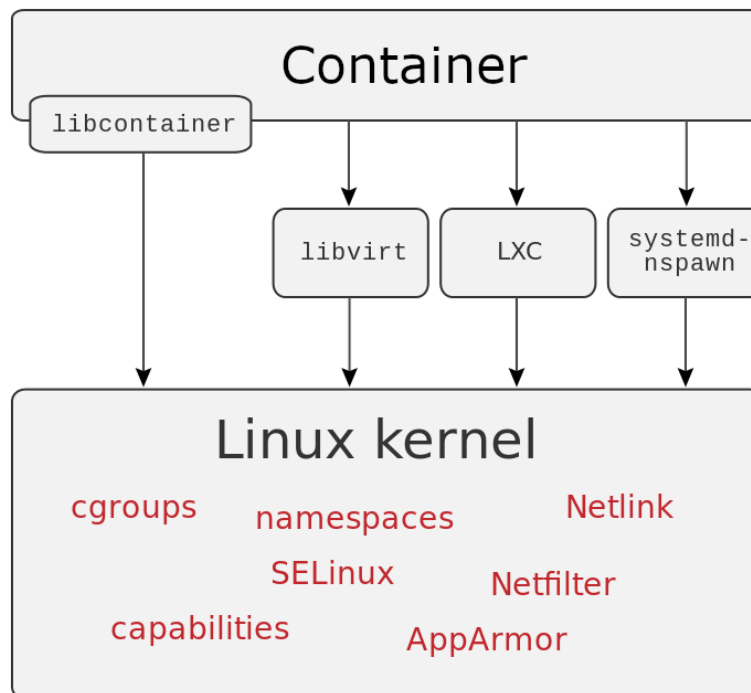 Container
libcontainer
libvirt
LXC
systemd-
nspawn
Linux kernel
cgroups
namespaces
Netlink
SELinux
Netfilter
capabilities
AppArmor